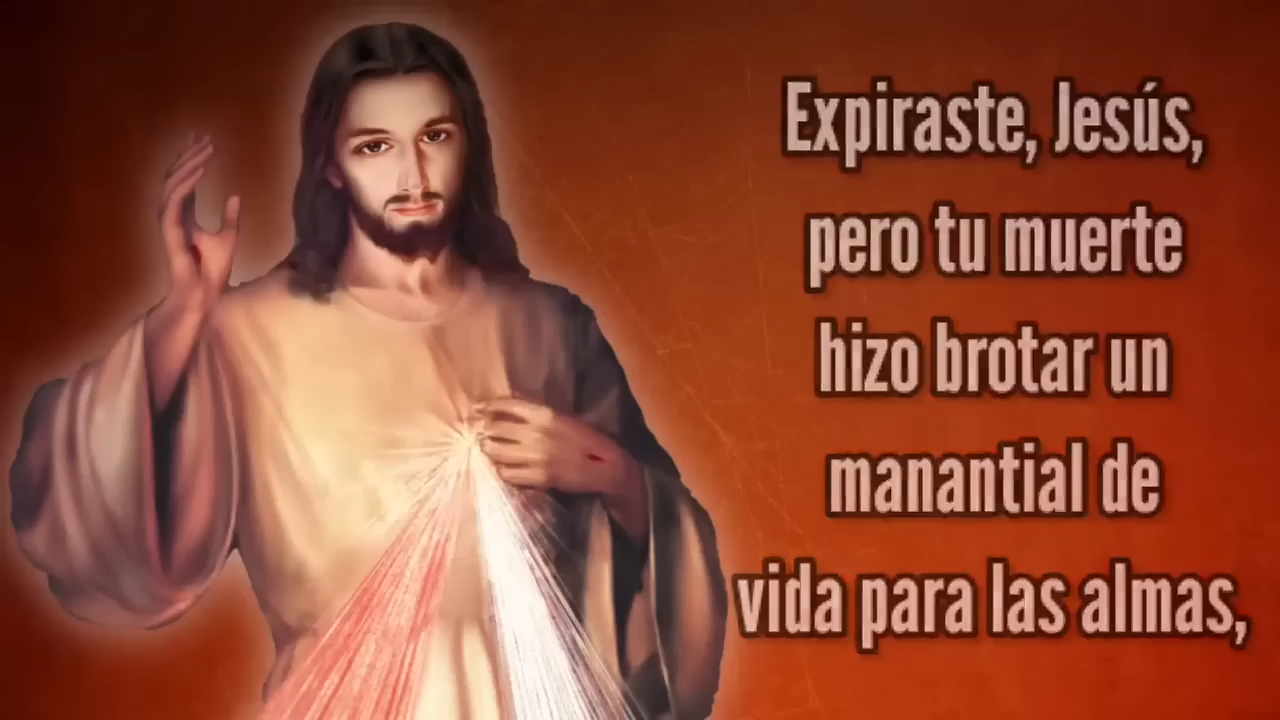 Expiraste, Jesús,
pero tu muerte
hizo brotar un
manantial de
vida para las almas,